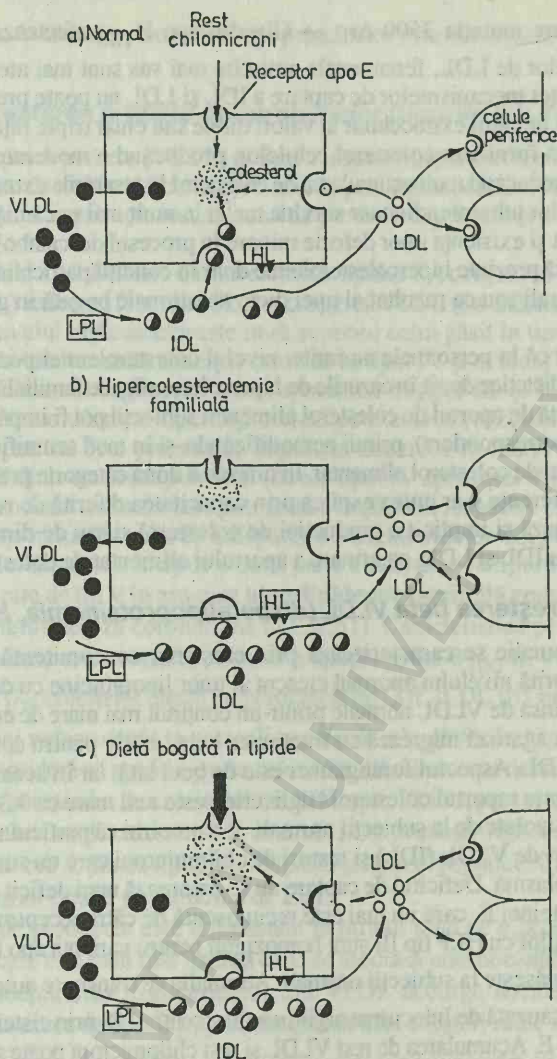 a) Normal
Rest
chilomicroni
Receptor apo E
colesterol
celule
periferice
VLDL
HL
LDL
LPL
IDL
b) Hipercolesterolemie
familială
VLDL
LDL
HL
LPL
IDL
c) Dietă bogată în lipide
LDL
VLDL
HL
LPL
IDL